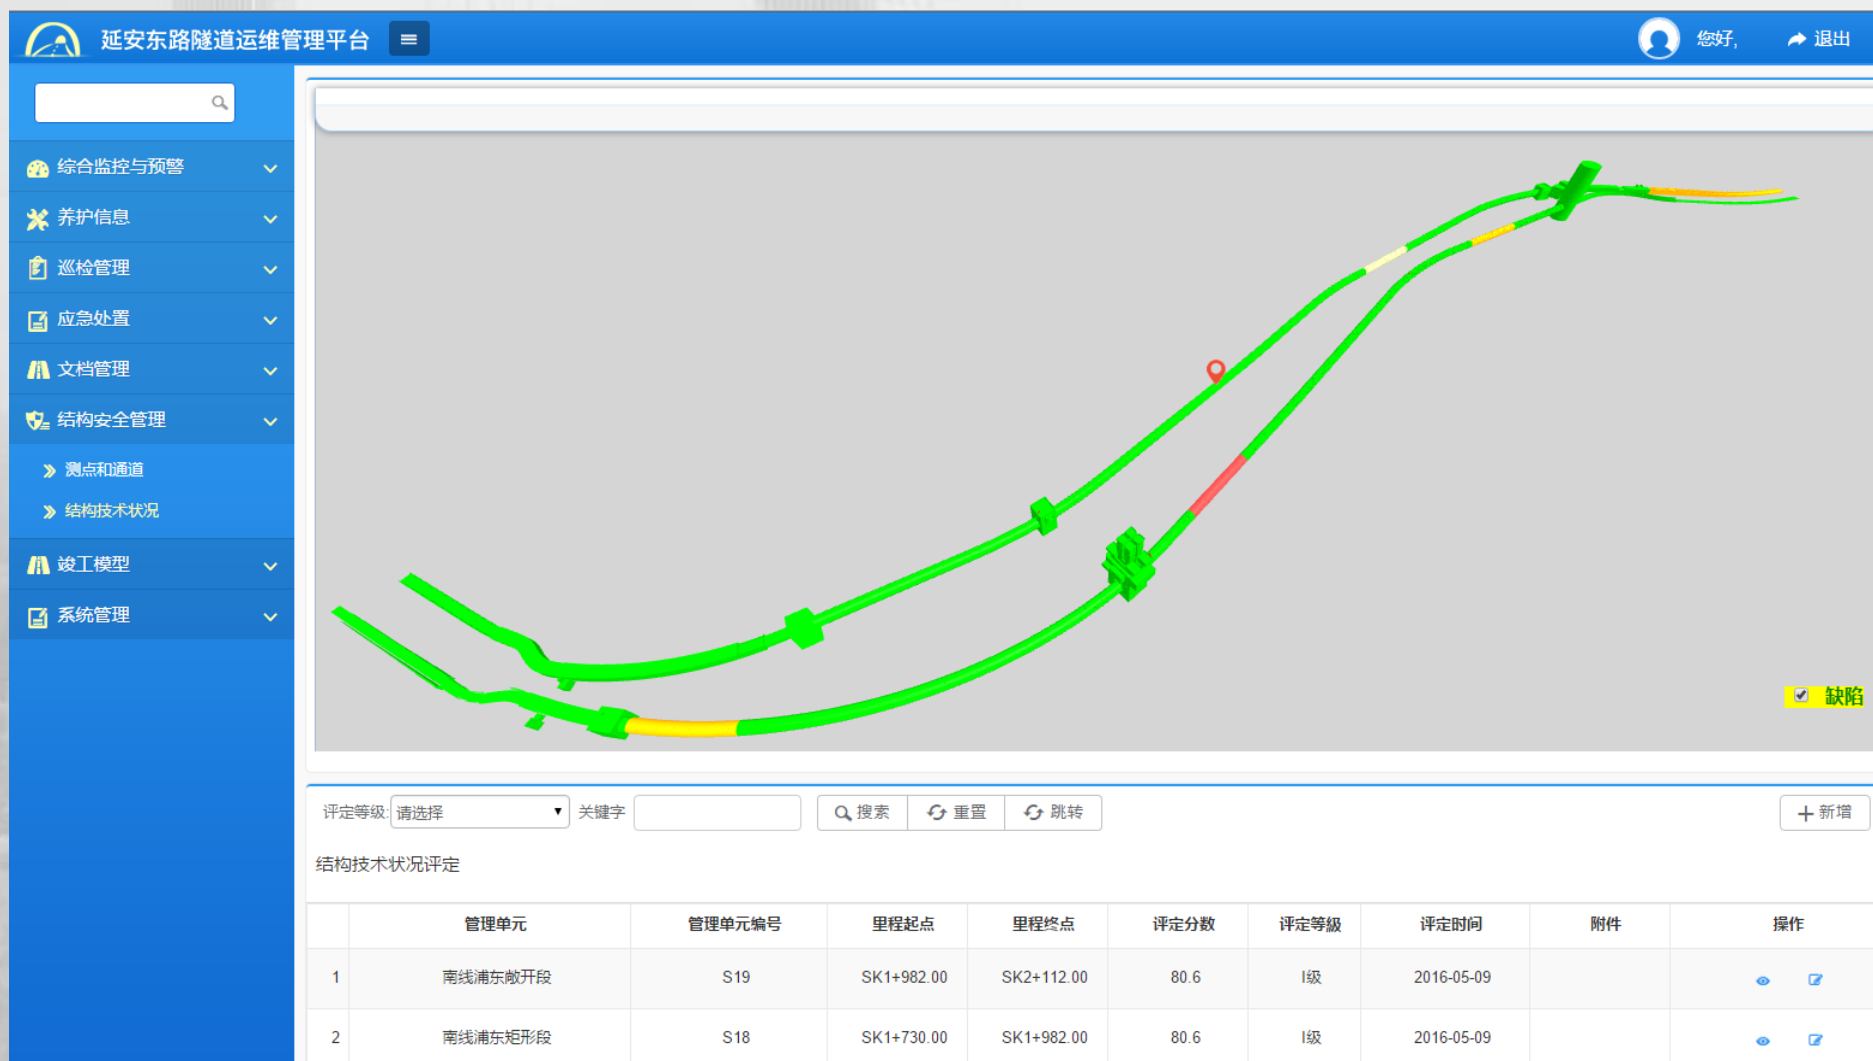 延安东路隧道运维管理平台
您好,
退出
综合监控与预警
养护信息
巡检管理
应急处置
文档管理
结构安全管理
测点和通道
结构技术状况
竣工模型
系统管理
缺陷
评定等级: 请选择 关键字 搜索 重置 跳转 新增
结构技术状况评定
管理单元 管理单元编号 里程起点 里程终点 评定分数 评定等级 评定时间 附件 操作
1 南线浦东敞开段 S19 SK1+982.00 SK2+112.00 80.6 I级 2016-05-09
2 南线浦东矩形段 S18 SK1+730.00 SK1+982.00 80.6 I级 2016-05-09